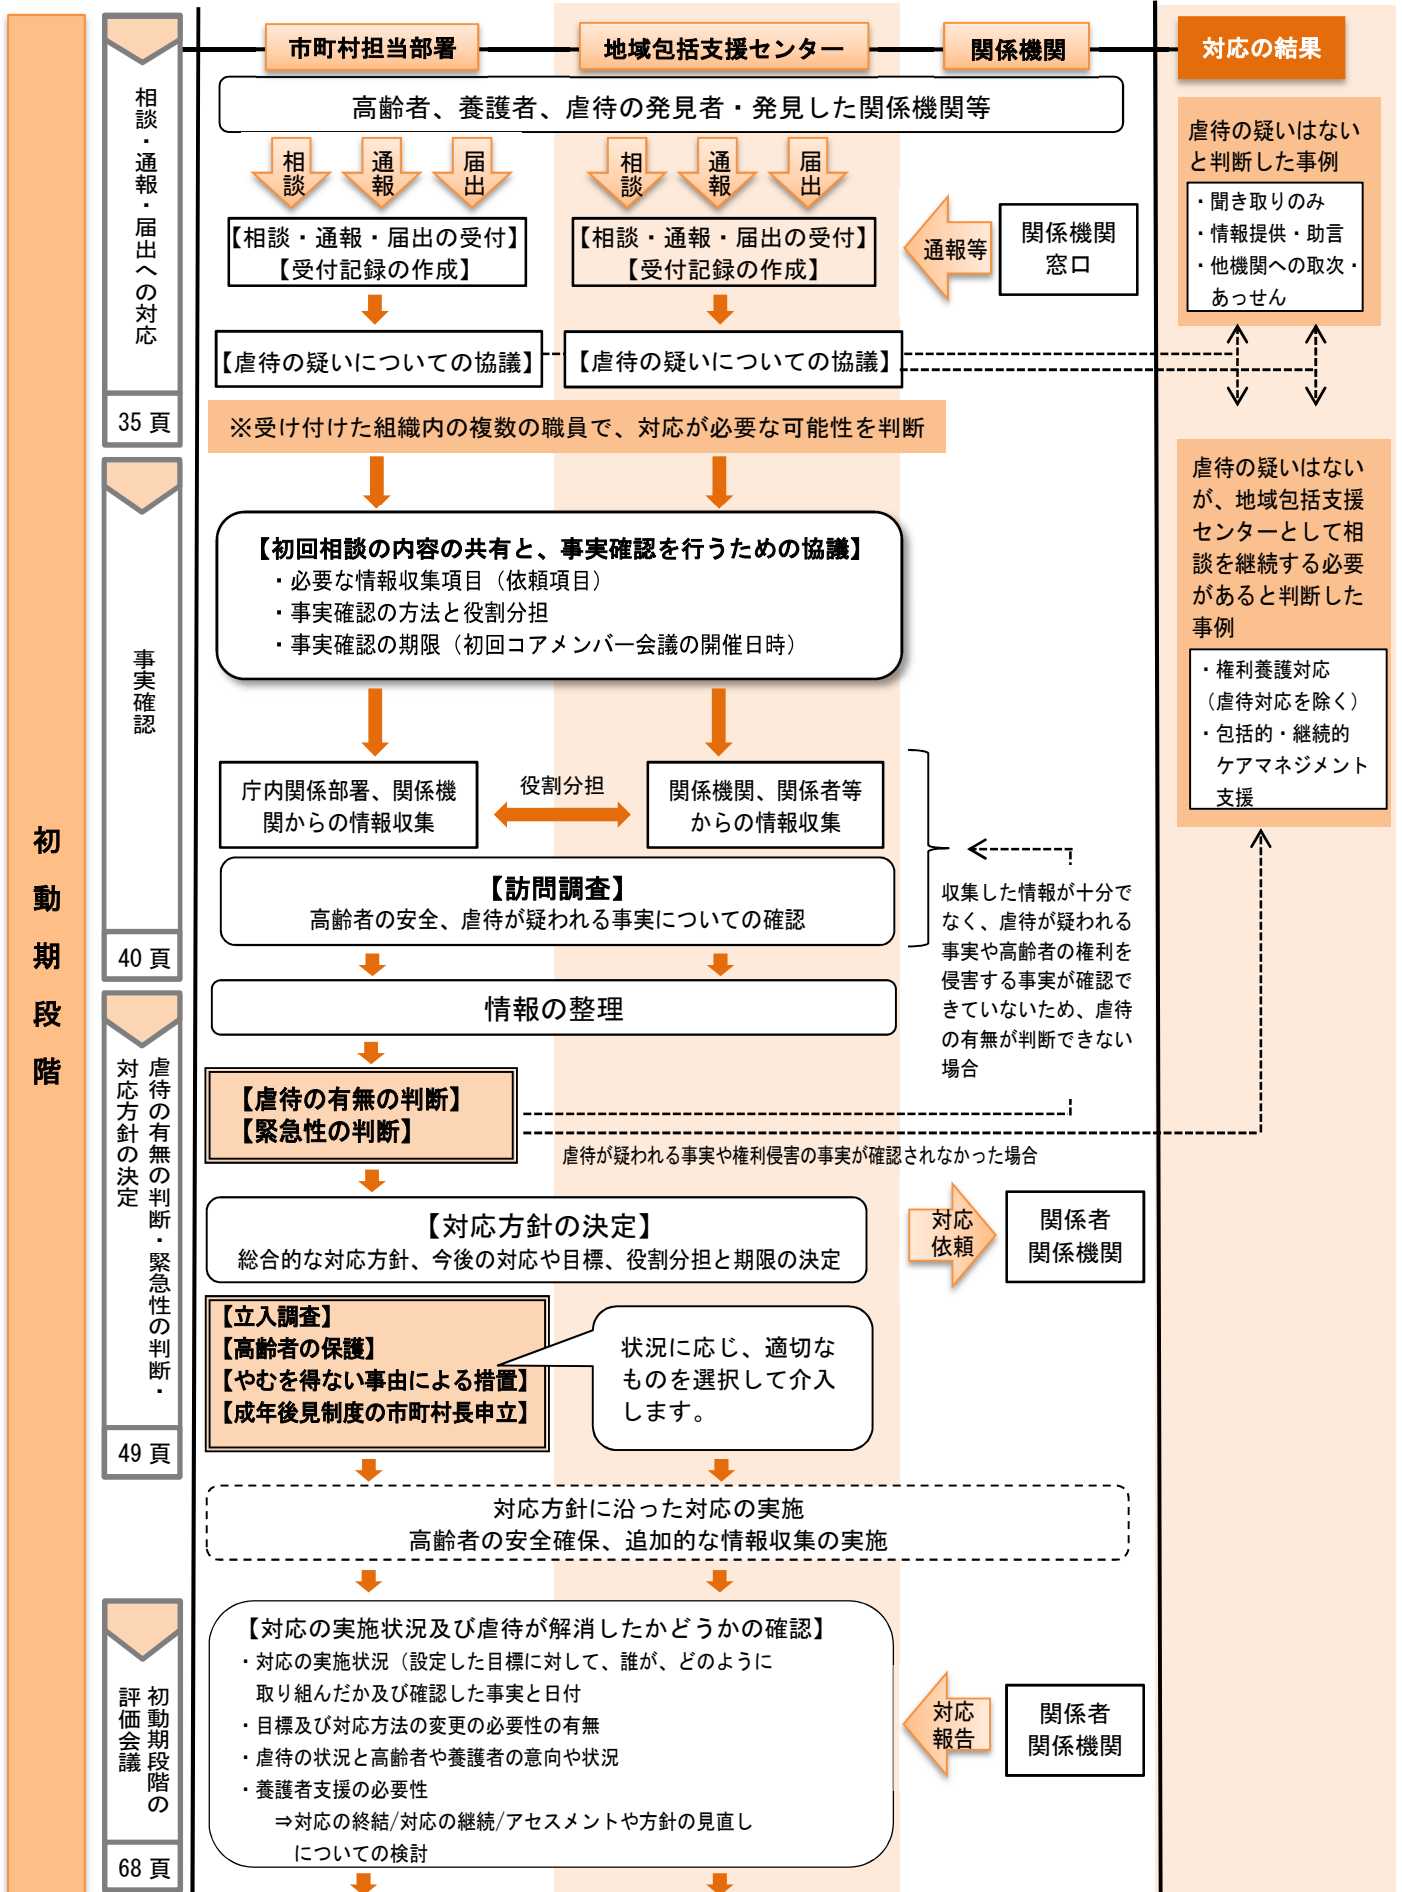 初動期段階
相談・通報・届出への対応
35 頁
事実確認
40 頁
虐待の有無の判断・緊急性の判断・
対応方針の決定
49 頁
初動期段階の
評価会議
68 頁
市町村担当部署
地域包括支援センター
関係機関
対応の結果
高齢者、養護者、虐待の発見者・発見した関係機関等
相談
通報
届出
相談
通報
届出
【相談・通報・届出の受付】
【受付記録の作成】
【相談・通報・届出の受付】
【受付記録の作成】
通報等
関係機関
窓口
【虐待の疑いについての協議】
【虐待の疑いについての協議】
※受け付けた組織内の複数の職員で、対応が必要な可能性を判断
【初回相談の内容の共有と、事実確認を行うための協議】
・必要な情報収集項目（依頼項目）
・事実確認の方法と役割分担
・事実確認の期限（初回コアメンバー会議の開催日時）
庁内関係部署、関係機
関からの情報収集
役割分担
関係機関、関係者等
からの情報収集
【訪問調査】
高齢者の安全、虐待が疑われる事実についての確認
収集した情報が十分で
なく、虐待が疑われる
事実や高齢者の権利を
侵害する事実が確認で
きていないため、虐待
の有無が判断できない
場合
情報の整理
【虐待の有無の判断】
【緊急性の判断】
虐待が疑われる事実や権利侵害の事実が確認されなかった場合
【対応方針の決定】
総合的な対応方針、今後の対応や目標、役割分担と期限の決定
対応
依頼
関係者
関係機関
【立入調査】
【高齢者の保護】
【やむを得ない事由による措置】
【成年後見制度の市町村長申立】
状況に応じ、適切な
ものを選択して介入
します。
対応方針に沿った対応の実施
高齢者の安全確保、追加的な情報収集の実施
【対応の実施状況及び虐待が解消したかどうかの確認】
・対応の実施状況（設定した目標に対して、誰が、どのように
取り組んだか及び確認した事実と日付
・目標及び対応方法の変更の必要性の有無
・虐待の状況と高齢者や養護者の意向や状況
・養護者支援の必要性
⇒対応の終結/対応の継続/アセスメントや方針の見直し
についての検討
対応
報告
関係者
関係機関
虐待の疑いはない
と判断した事例
・聞き取りのみ
・情報提供・助言
・他機関への取次・
あっせん
虐待の疑いはない
が、地域包括支援
センターとして相
談を継続する必要
があると判断した
事例
・権利養護対応
（虐待対応を除く）
・包括的・継続的
ケアマネジメント
支援